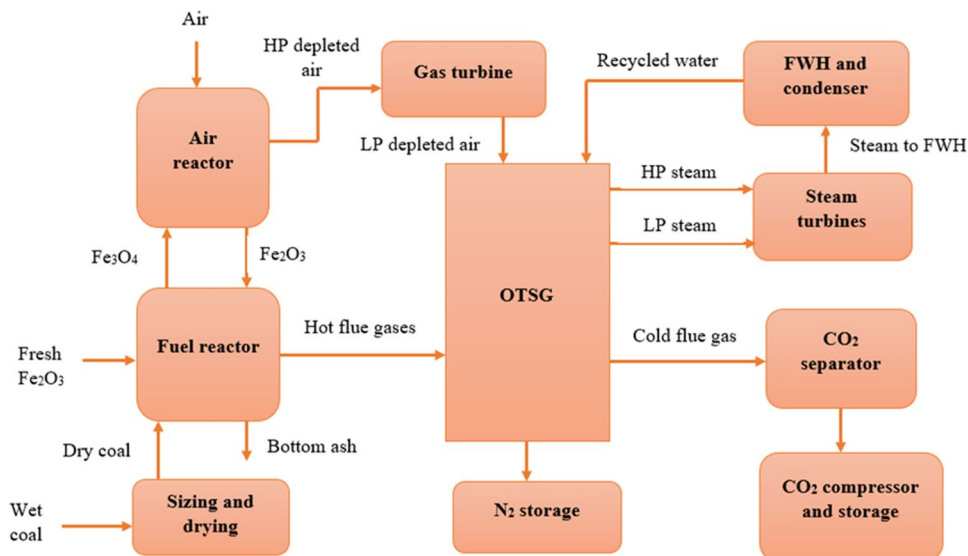 Air
HP depleted
air
Gas turbine
Recycled water
FWH and
condenser
Air
reactor
LP depleted air
Steam to FWH
HP steam
Steam
turbines
LP steam
Fe₃O₄
Fe₂O₃
OTSG
Fuel reactor
Hot flue gases
Cold flue gas
CO₂
separator
Fresh
Fe₂O₃
Dry coal
Bottom ash
Wet
coal
Sizing and
drying
N₂ storage
CO₂ compressor
and storage